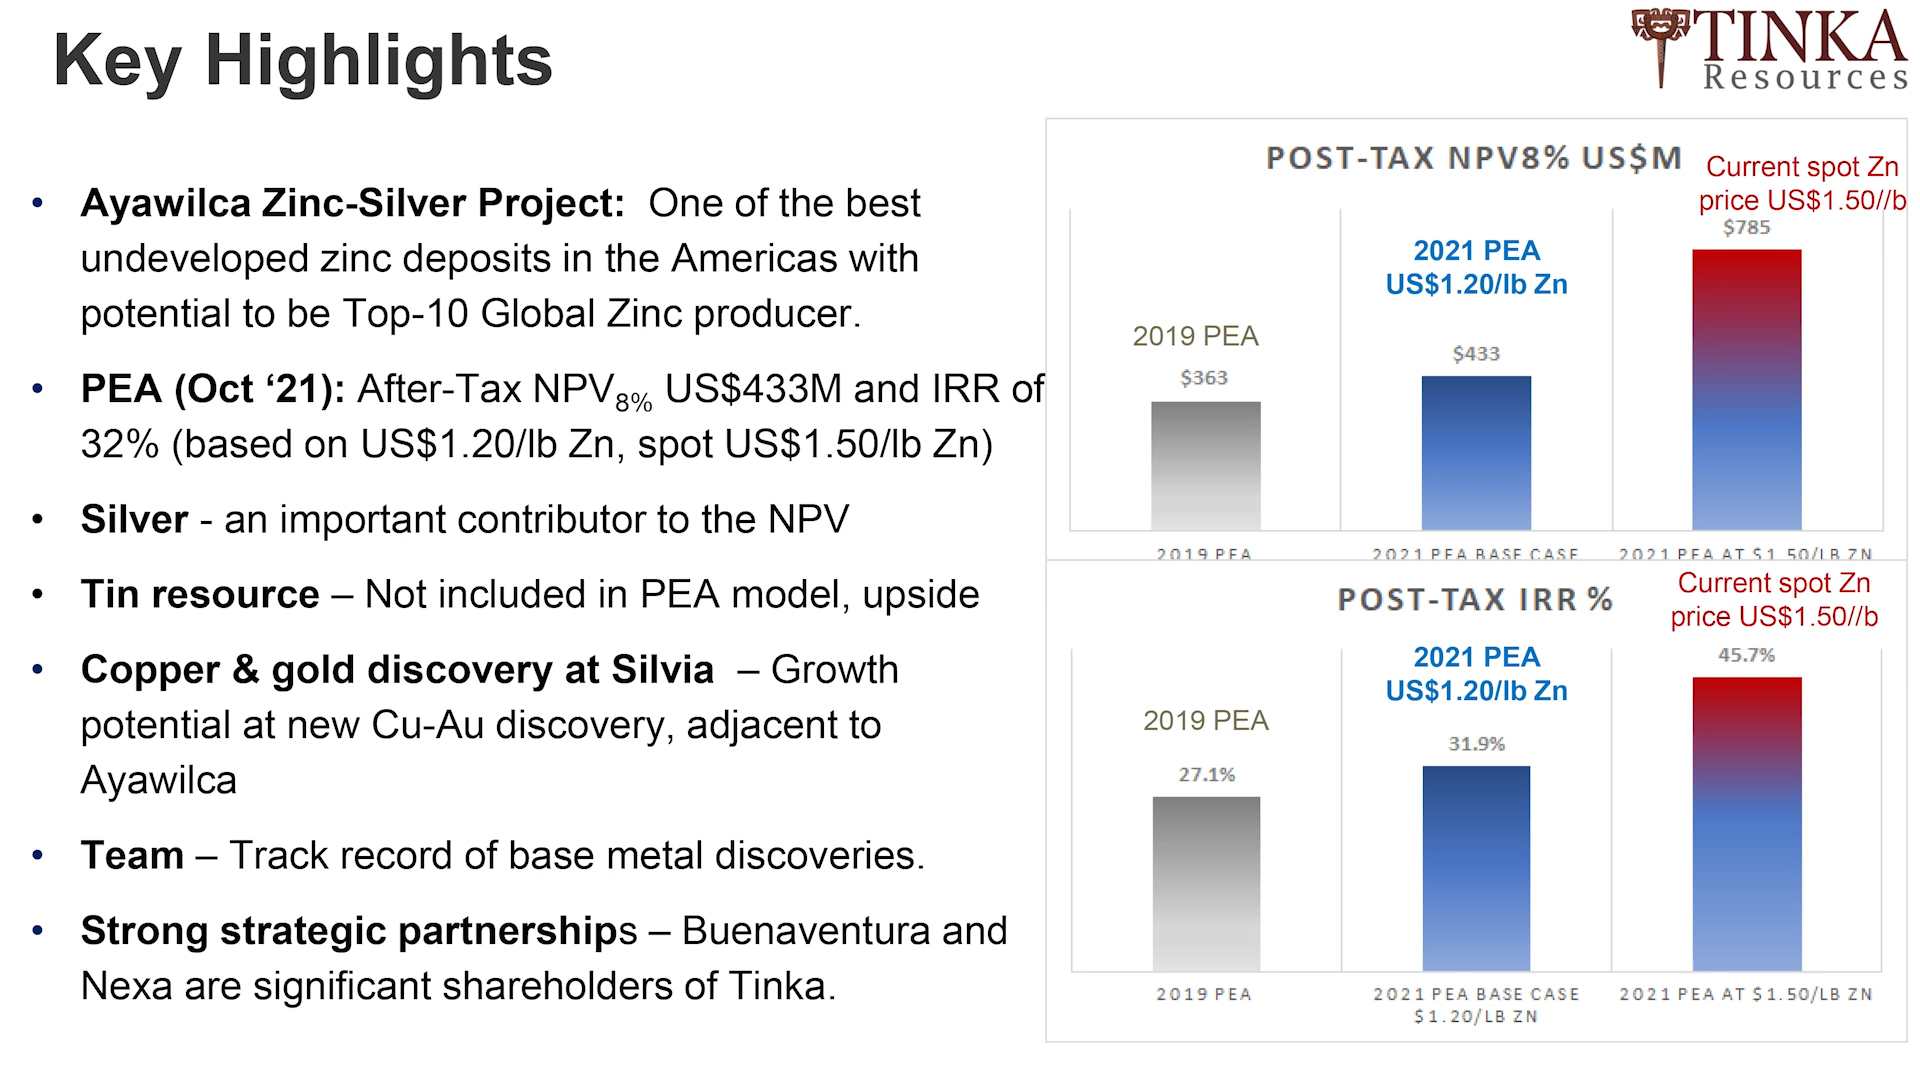 Key Highlights
TINKA
Resources
• Ayawilca Zinc-Silver Project: One of the best
undeveloped zinc deposits in the Americas with
potential to be Top-10 Global Zinc producer.
• PEA (Oct ‘21): After-Tax NPV8% US$433M and IRR of
32% (based on US$1.20/lb Zn, spot US$1.50/lb Zn)
• Silver - an important contributor to the NPV
• Tin resource – Not included in PEA model, upside
• Copper & gold discovery at Silvia – Growth
potential at new Cu-Au discovery, adjacent to
Ayawilca
• Team – Track record of base metal discoveries.
• Strong strategic partnerships – Buenaventura and
Nexa are significant shareholders of Tinka.
POST-TAX NPV8% US$M
Current spot Zn
price US$1.50//b
$785
2021 PEA
US$1.20/lb Zn
2019 PEA
$433
$363
2019 PEA
2021 PEA BASE CASE
2021 PEA AT $1.50/LB ZN
POST-TAX IRR %
Current spot Zn
price US$1.50//b
45.7%
2021 PEA
US$1.20/lb Zn
2019 PEA
31.9%
27.1%
2019 PEA
2021 PEA BASE CASE
$1.20/LB ZN
2021 PEA AT $1.50/LB ZN